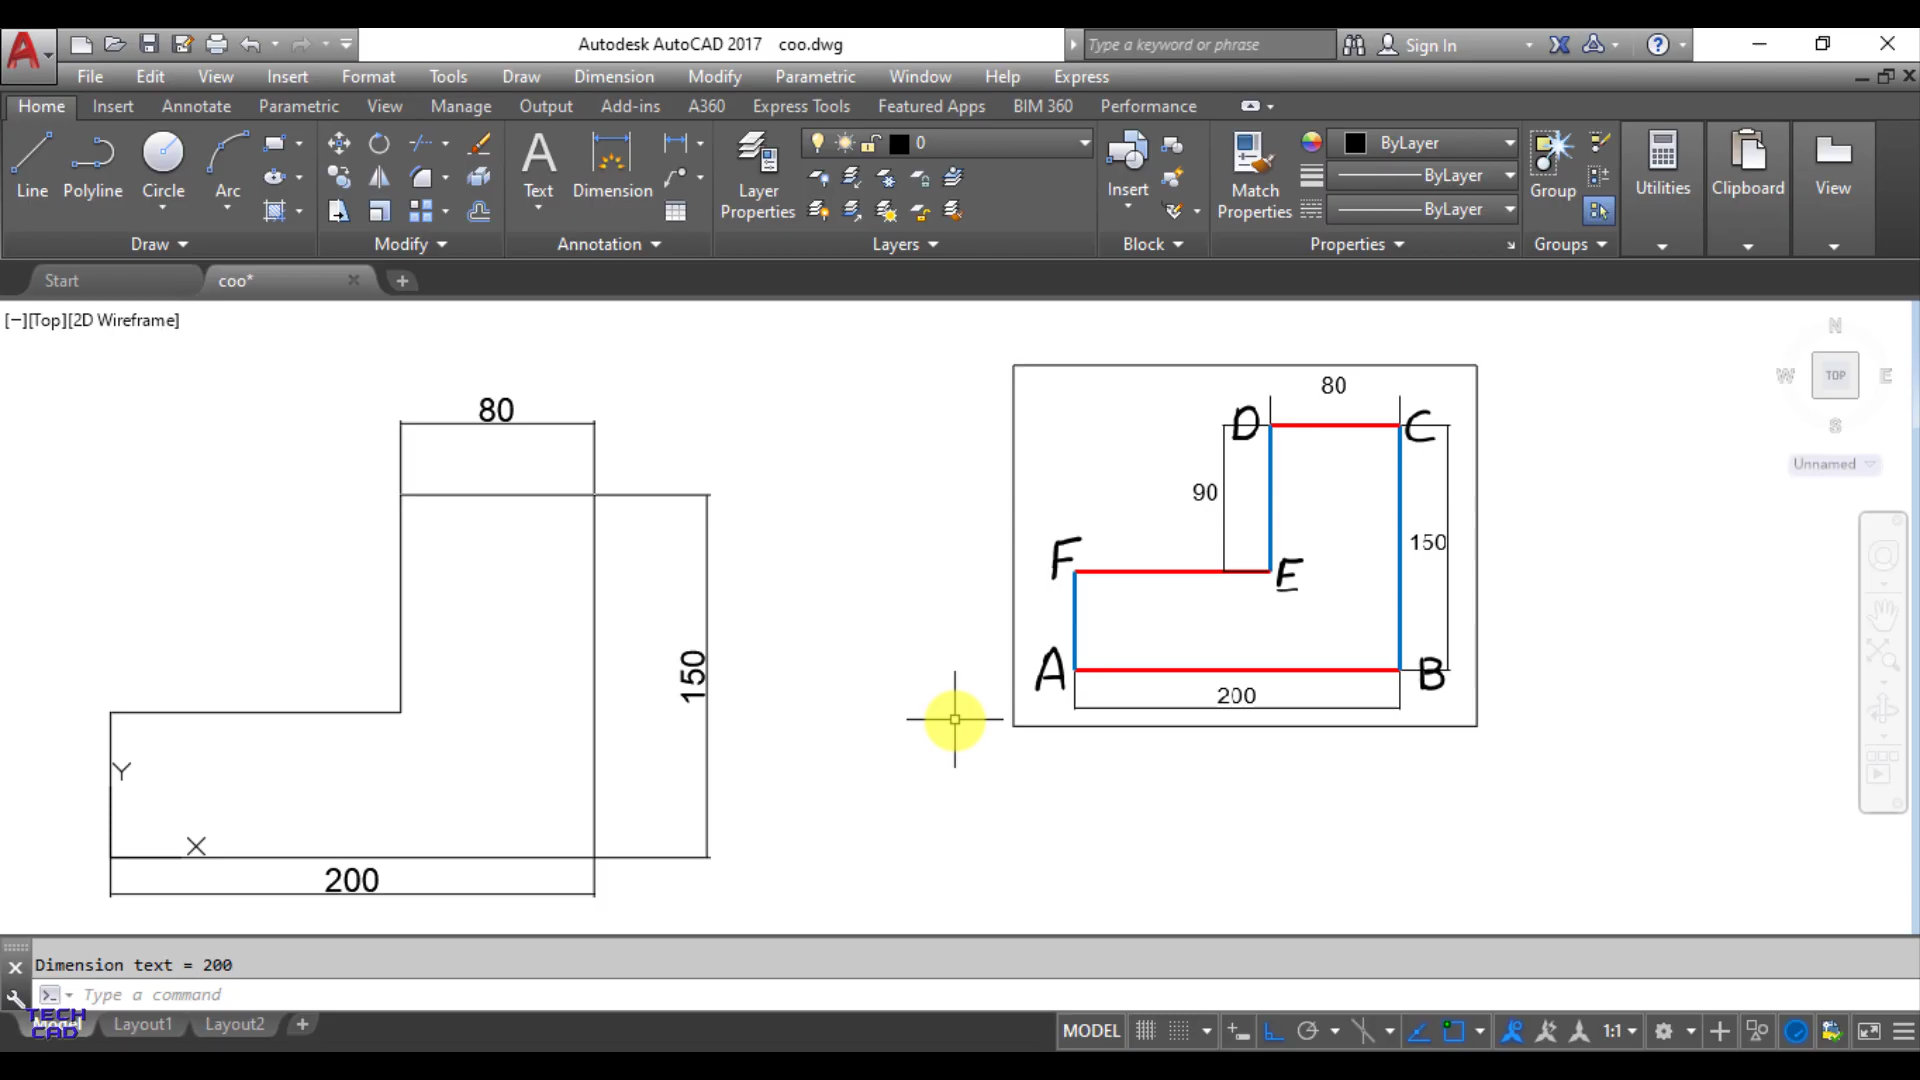 Autodesk AutoCAD 2017 coo.dwg
Type a keyword or phrase
Sign In
File Edit View Insert Format Tools Draw Dimension Modify Parametric Window Help Express
Home Insert Annotate Parametric View Manage Output Add-ins A360 Express Tools Featured Apps BIM 360 Performance
0
ByLayer
ByLayer
ByLayer
Line Polyline Circle Arc
Text Dimension
Layer Properties
Insert
Match Properties
Group
Utilities
Clipboard
View
Draw Modify Annotation Layers Block Properties Groups
Start coo*
[−][Top][2D Wireframe]
N
W TOP E
S
Unnamed
80
150
200
Y
X
80
D C
90
150
F E
A B
200
Dimension text = 200
Type a command
TECH
CAD
Model Layout1 Layout2
MODEL 1:1